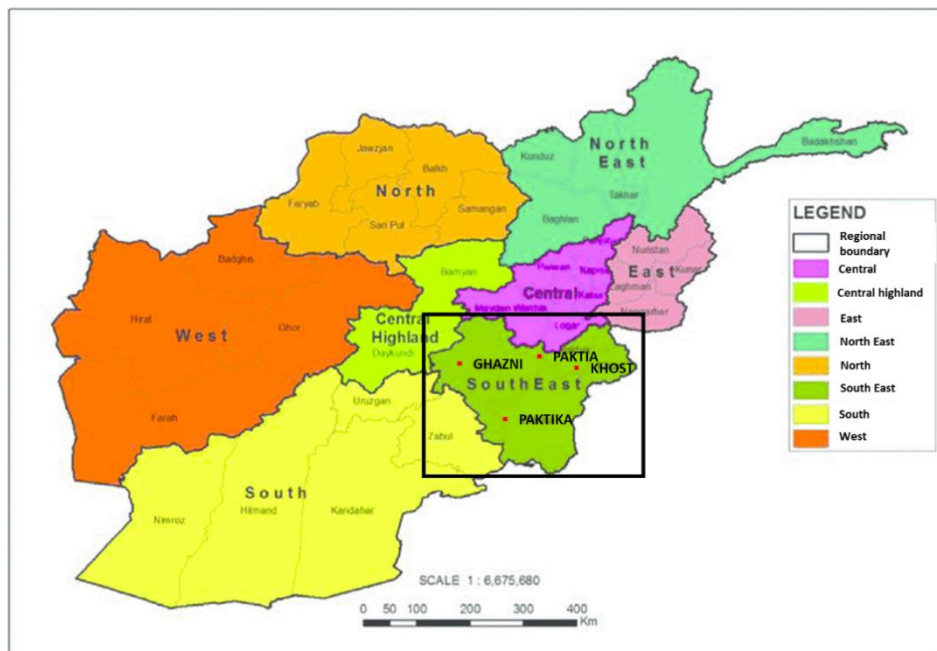 North
East
Badakhshan
Kunduz
Takhar
Baghlan
Jawzjan
Balkh
North
Faryab
Samangan
Sari Pul
Badghis
Hirat
West
Ghor
Farah
Bamyan
Central
Highland
Daykundi
Parwan
Central
Logar
Nuristan
East
Kunar
Laghman
GHAZNI
PAKTIA
KHOST
South East
PAKTIKA
Uruzgan
Zabul
South
Nimroz
Hilmand
Kandahar
LEGEND
Regional
boundary
Central
Central highland
East
North East
North
South East
South
West
SCALE 1 : 6,675,680
0 50 100 200 300 400
Km